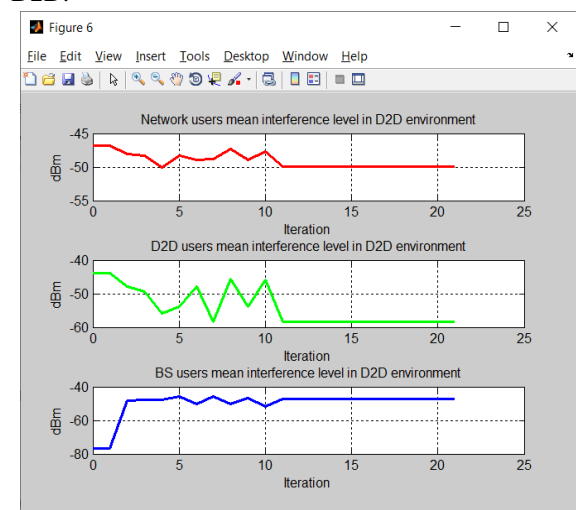 Figure 6
File Edit View Insert Tools Desktop Window Help
Network users mean interference level in D2D environment
-45
-50
-55
dBm
0 5 10 15 20 25
Iteration
D2D users mean interference level in D2D environment
-40
-50
-60
dBm
0 5 10 15 20 25
Iteration
BS users mean interference level in D2D environment
-40
-60
-80
dBm
0 5 10 15 20 25
Iteration